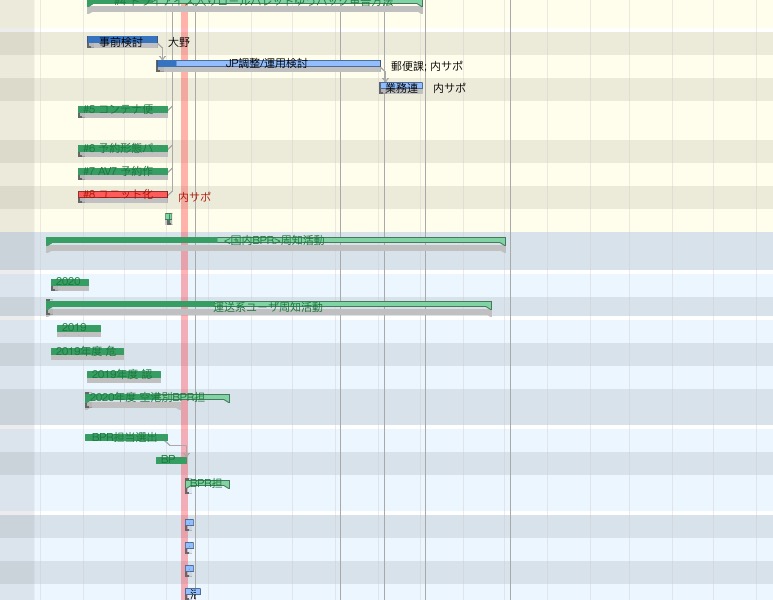 事前検討 大野
JP調整/運用検討 郵便課; 内サポ
業務連 内サポ
#5 コンテナ便
#6 予約形態パ
#7 AV7 予約作
#8 ユニット化 内サポ
<国内BPR>周知活動
2020
運送系ユーザ周知活動
2019
2019年度 危
2019年度 認
2020年度 空港別BPR担
BPR担当選出
BP
BPR担